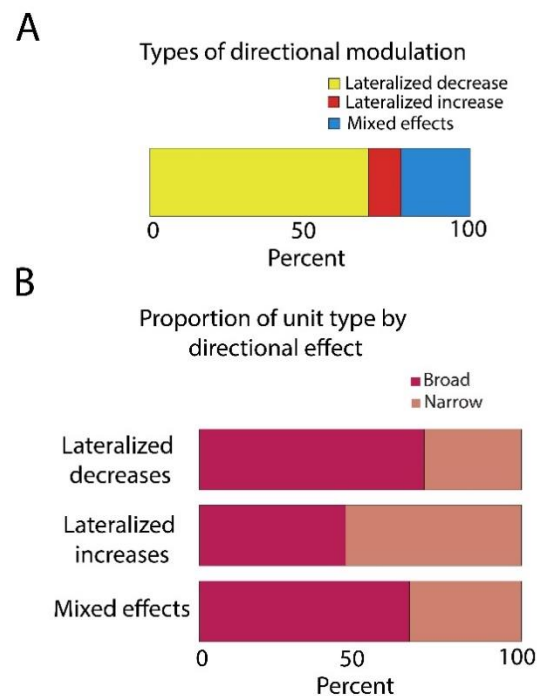 A
Types of directional modulation
Lateralized decrease
Lateralized increase
Mixed effects
0 50 100
Percent
B
Proportion of unit type by
directional effect
Broad
Narrow
Lateralized
decreases
Lateralized
increases
Mixed effects
0 50 100
Percent